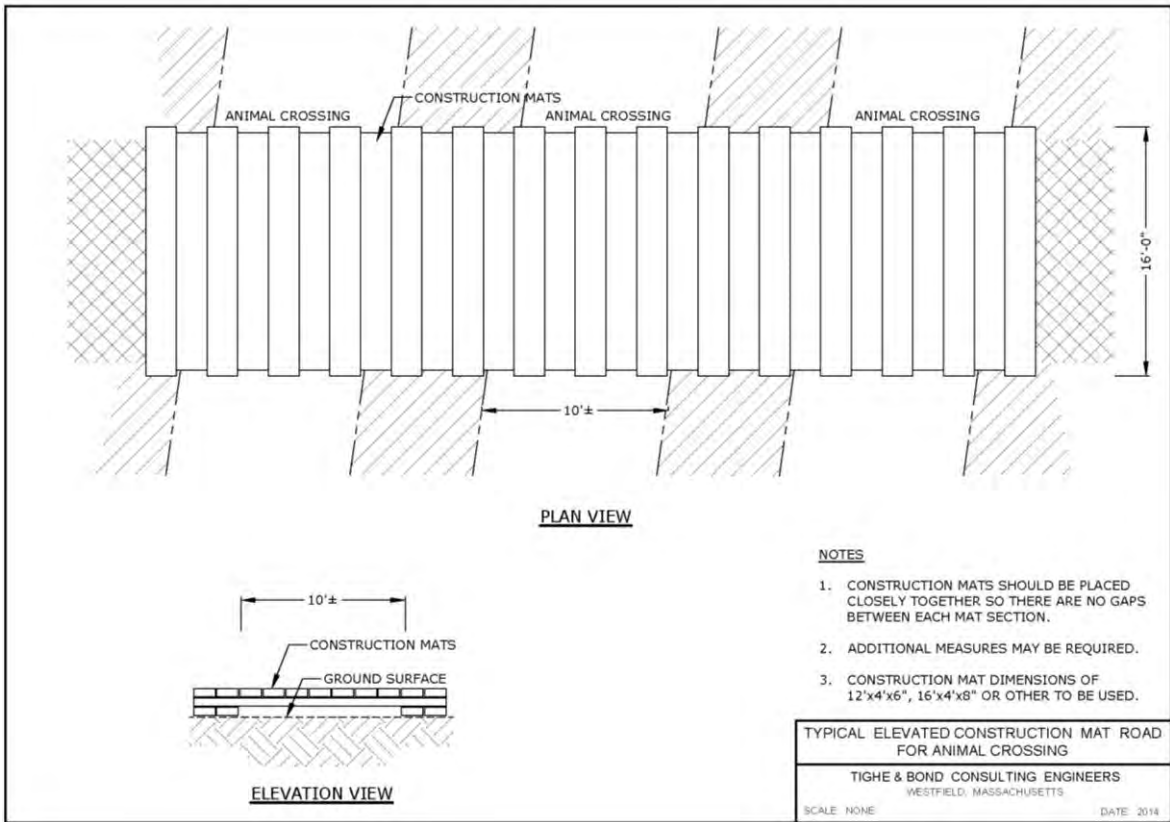 CONSTRUCTION MATS
ANIMAL CROSSING
ANIMAL CROSSING
ANIMAL CROSSING
16'-0"
10'±
PLAN VIEW
10'±
CONSTRUCTION MATS
GROUND SURFACE
ELEVATION VIEW
NOTES
1. CONSTRUCTION MATS SHOULD BE PLACED
CLOSELY TOGETHER SO THERE ARE NO GAPS
BETWEEN EACH MAT SECTION.
2. ADDITIONAL MEASURES MAY BE REQUIRED.
3. CONSTRUCTION MAT DIMENSIONS OF
12'x4'x6", 16'x4'x8" OR OTHER TO BE USED.
TYPICAL ELEVATED CONSTRUCTION MAT ROAD
FOR ANIMAL CROSSING
TIGHE & BOND CONSULTING ENGINEERS
WESTFIELD, MASSACHUSETTS
SCALE: NONE
DATE: 2014